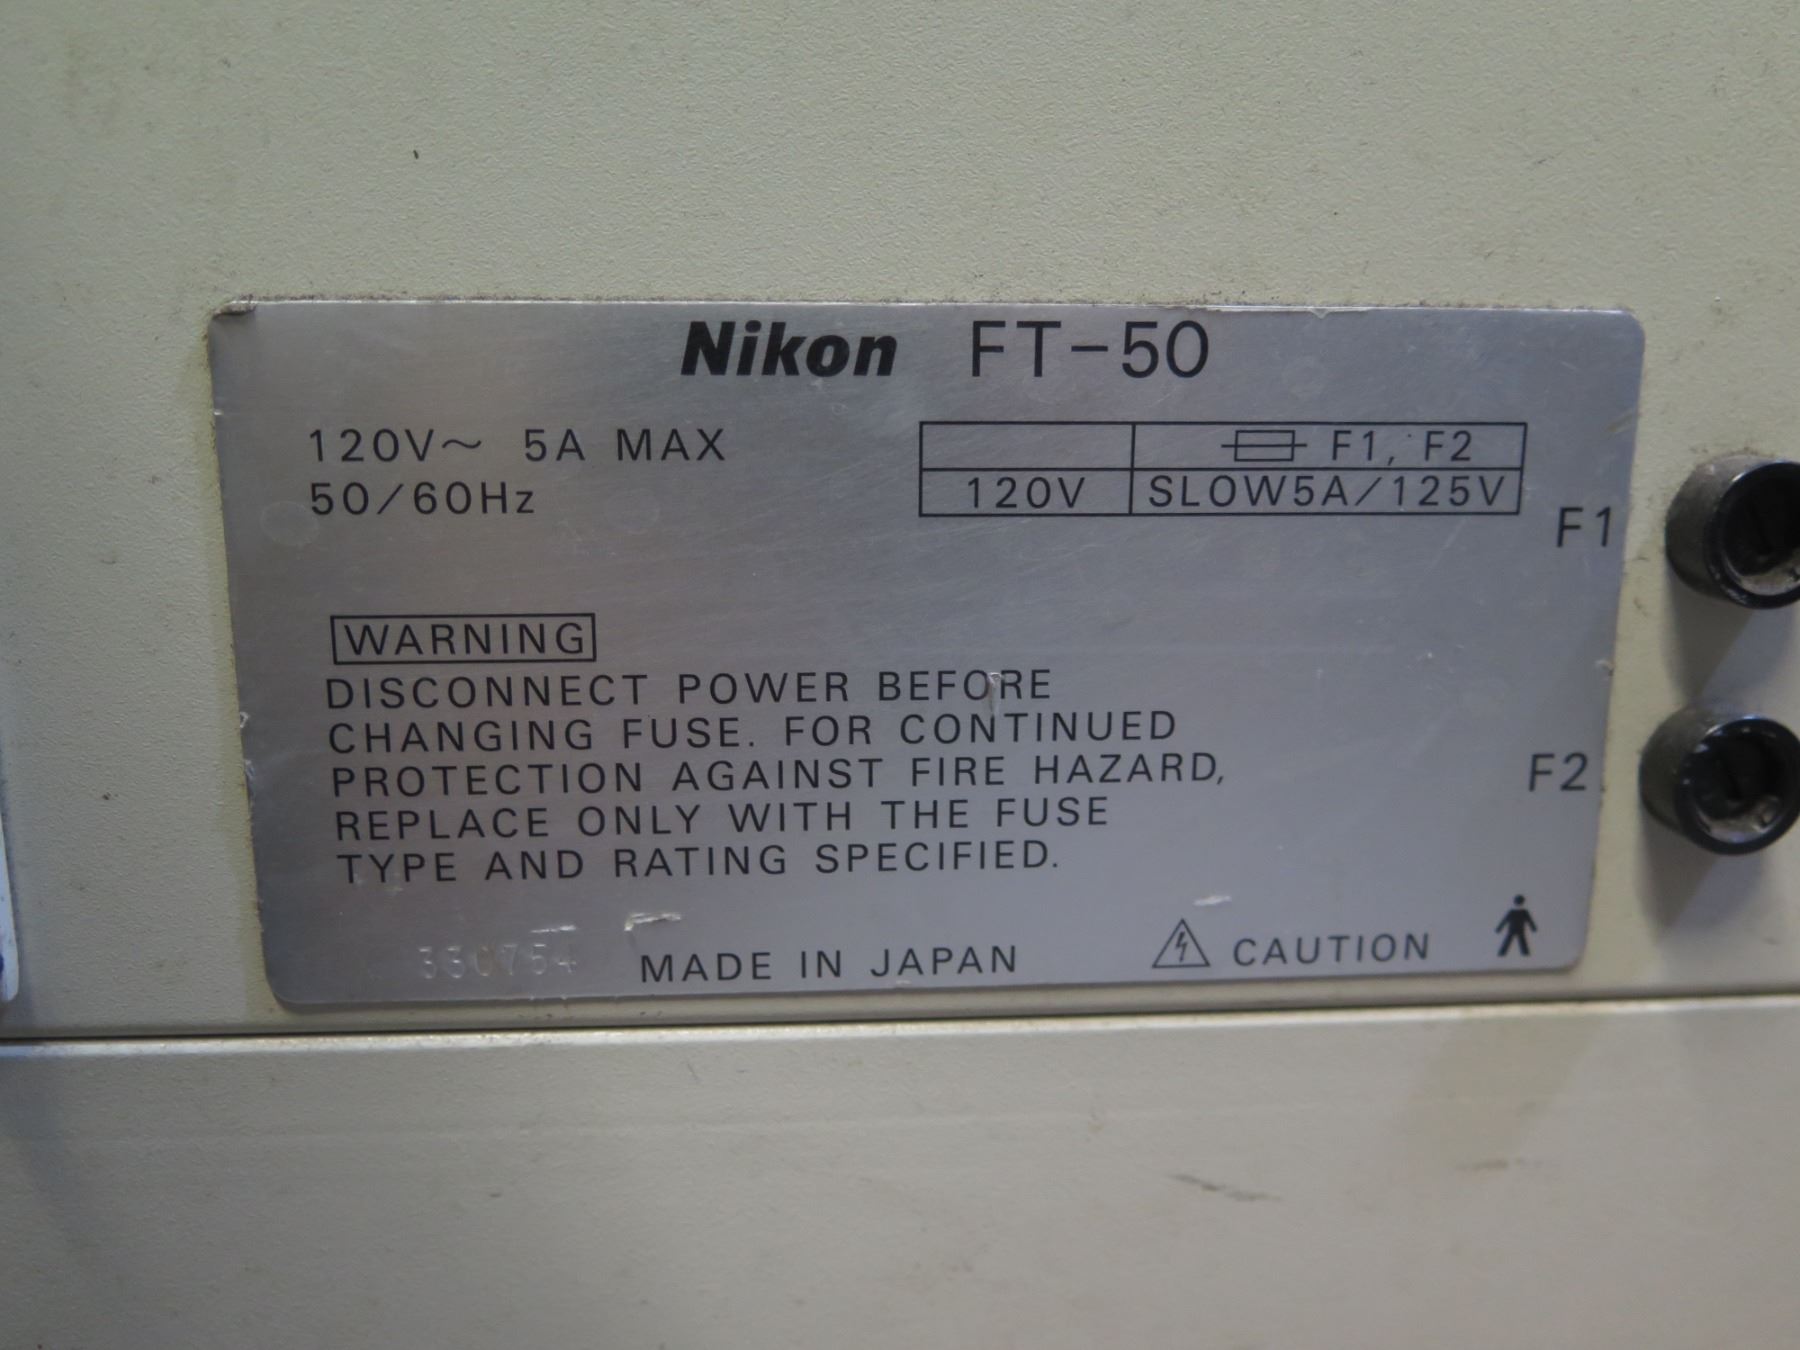 Nikon FT-50
120V~ 5A MAX
50/60Hz
F1, F2
120V SLOW5A/125V
F1
F2
WARNING
DISCONNECT POWER BEFORE
CHANGING FUSE. FOR CONTINUED
PROTECTION AGAINST FIRE HAZARD,
REPLACE ONLY WITH THE FUSE
TYPE AND RATING SPECIFIED.
330754 MADE IN JAPAN CAUTION